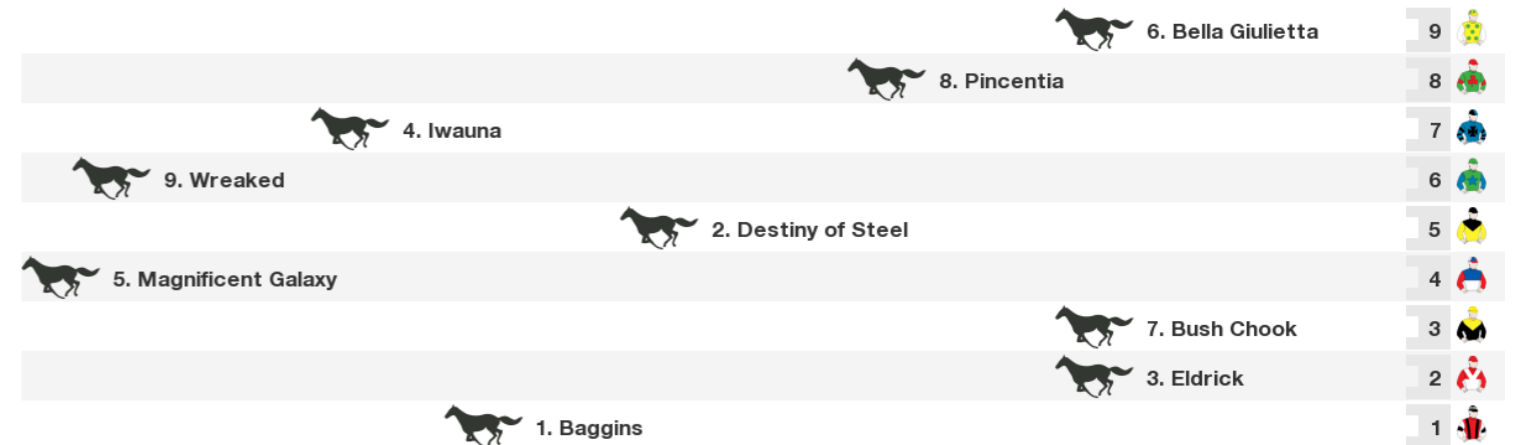 6. Bella Giulietta 9
8. Pincentia 8
4. Iwauna 7
9. Wreaked 6
2. Destiny of Steel 5
5. Magnificent Galaxy 4
7. Bush Chook 3
3. Eldrick 2
1. Baggins 1